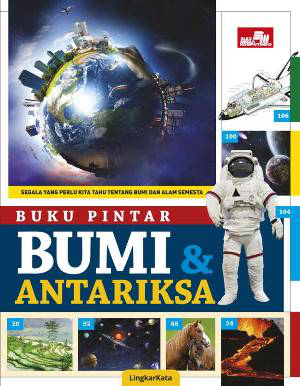 106
100
SEGALA YANG PERLU KITA TAHU TENTANG BUMI DAN ALAM SEMESTA
BUKU PINTAR
104
BUMI &
ANTARIKSA
20
92
68
74
LingkarKata